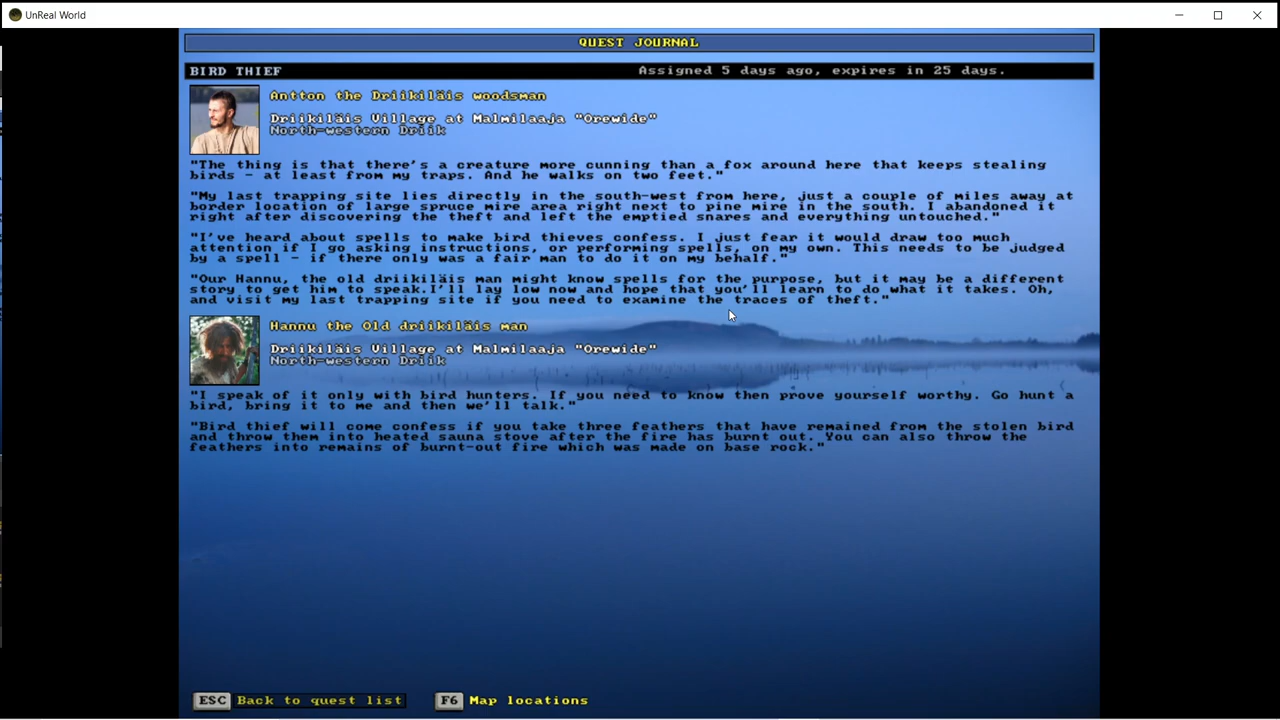 UnReal World
QUEST JOURNAL
BIRD THIEF Assigned 5 days ago, expires in 25 days.
Antton the Driikiläis woodsman
Driikiläis Village at Malmilaaja "Orewide"
North-western Driik
"The thing is that there's a creature more cunning than a fox around here that keeps stealing
birds - at least from my traps. And he walks on two feet."
"My last trapping site lies directly in the south-west from here, just a couple of miles away at
border location of large spruce mire area right next to pine mire in the south. I abandoned it
right after discovering the theft and left the emptied snares and everything untouched."
"I've heard about spells to make bird thieves confess. I just fear it would draw too much
attention if I go asking instructions, or performing spells, on my own. This needs to be judged
by a spell - if there only was a fair man to do it on my behalf."
"Our Hannu, the old driikiläis man might know spells for the purpose, but it may be a different
story to get him to speak.I'll lay low now and hope that you'll learn to do what it takes. Oh,
and visit my last trapping site if you need to examine the traces of theft."
Hannu the Old driikiläis man
Driikiläis Village at Malmilaaja "Orewide"
North-western Driik
"I speak of it only with bird hunters. If you need to know then prove yourself worthy. Go hunt a
bird, bring it to me and then we'll talk."
"Bird thief will come confess if you take three feathers that have remained from the stolen bird
and throw them into heated sauna stove after the fire has burnt out. You can also throw the
feathers into remains of burnt-out fire which was made on base rock."
ESC Back to quest list F6 Map locations